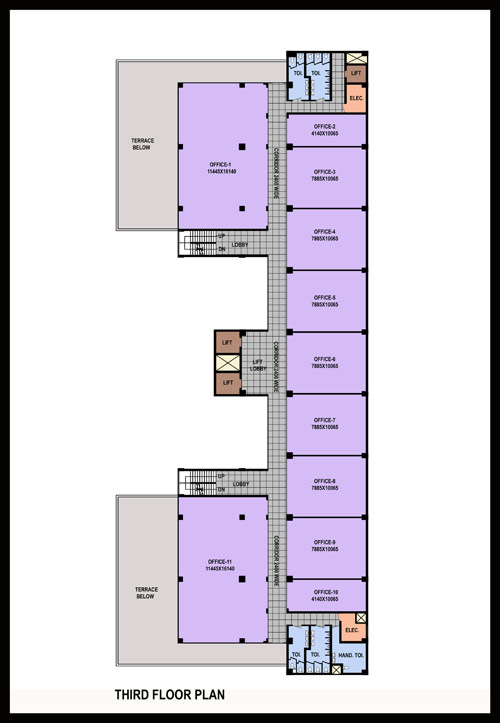 TOI.
TOI.
LIFT
ELEC.
OFFICE-2
4140X10065
TERRACE
BELOW
OFFICE-1
11445X16140
CORRIDOR 2400 WIDE
OFFICE-3
7885X10065
OFFICE-4
7885X10065
UP
DN
LOBBY
OFFICE-5
7885X10065
LIFT
LIFT
LOBBY
LIFT
CORRIDOR 2400 WIDE
OFFICE-6
7885X10065
OFFICE-7
7885X10065
OFFICE-8
7885X10065
UP
DN
LOBBY
OFFICE-9
7885X10065
CORRIDOR 2400 WIDE
OFFICE-11
11445X16140
TERRACE
BELOW
OFFICE-10
4140X10065
ELEC.
TOI.
TOI.
HAND. TOI.
THIRD FLOOR PLAN